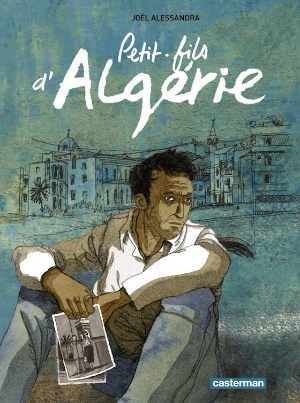 JOËL ALESSANDRA
Petit-fils
d'Algérie
casterman